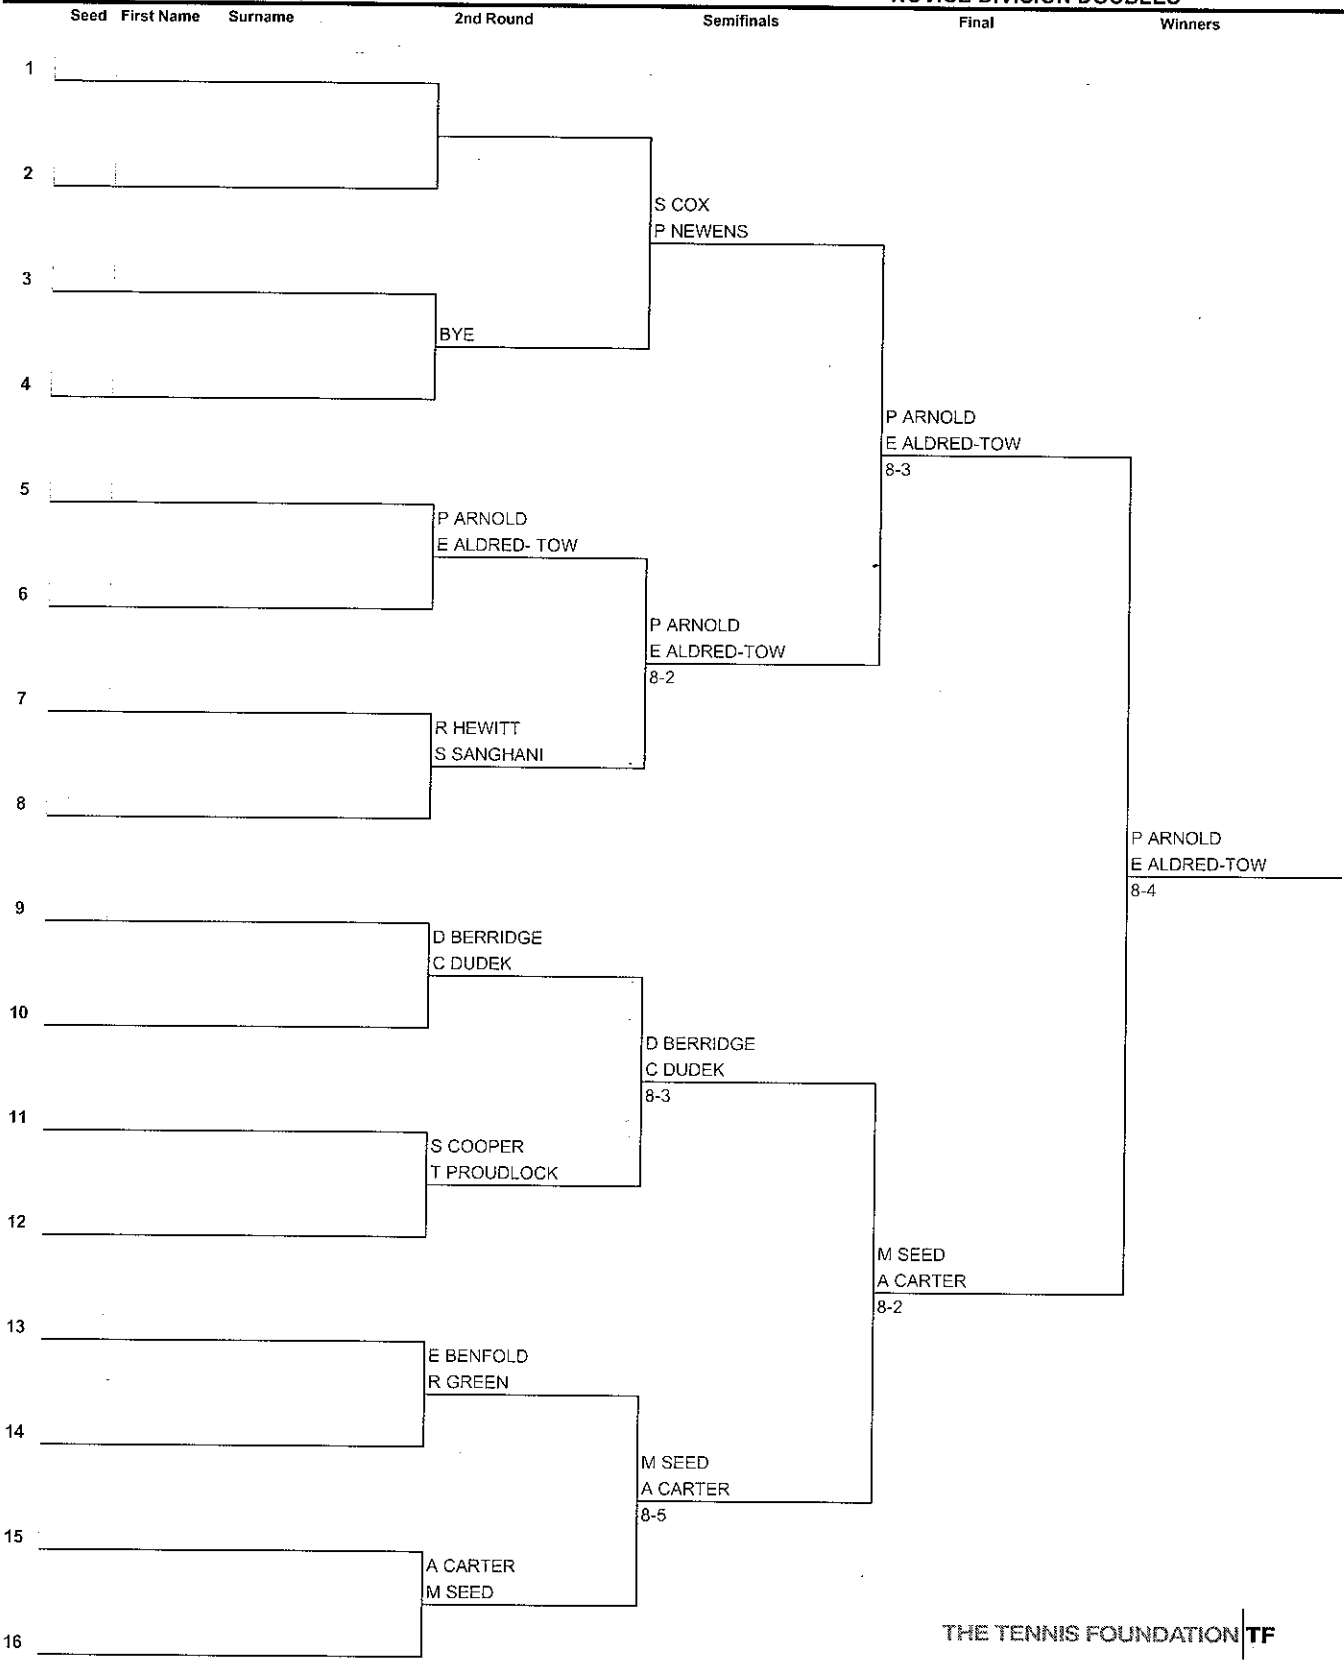 NOVICE DIVISION DOUBLES
Seed First Name Surname 2nd Round Semifinals Final Winners
1
2
S COX
P NEWENS
3
BYE
4
P ARNOLD
E ALDRED-TOW
8-3
5
P ARNOLD
E ALDRED- TOW
6
P ARNOLD
E ALDRED-TOW
8-2
7
R HEWITT
S SANGHANI
8
P ARNOLD
E ALDRED-TOW
8-4
9
D BERRIDGE
C DUDEK
10
D BERRIDGE
C DUDEK
8-3
11
S COOPER
T PROUDLOCK
12
M SEED
A CARTER
8-2
13
E BENFOLD
R GREEN
14
M SEED
A CARTER
8-5
15
A CARTER
M SEED
16
THE TENNIS FOUNDATION TF